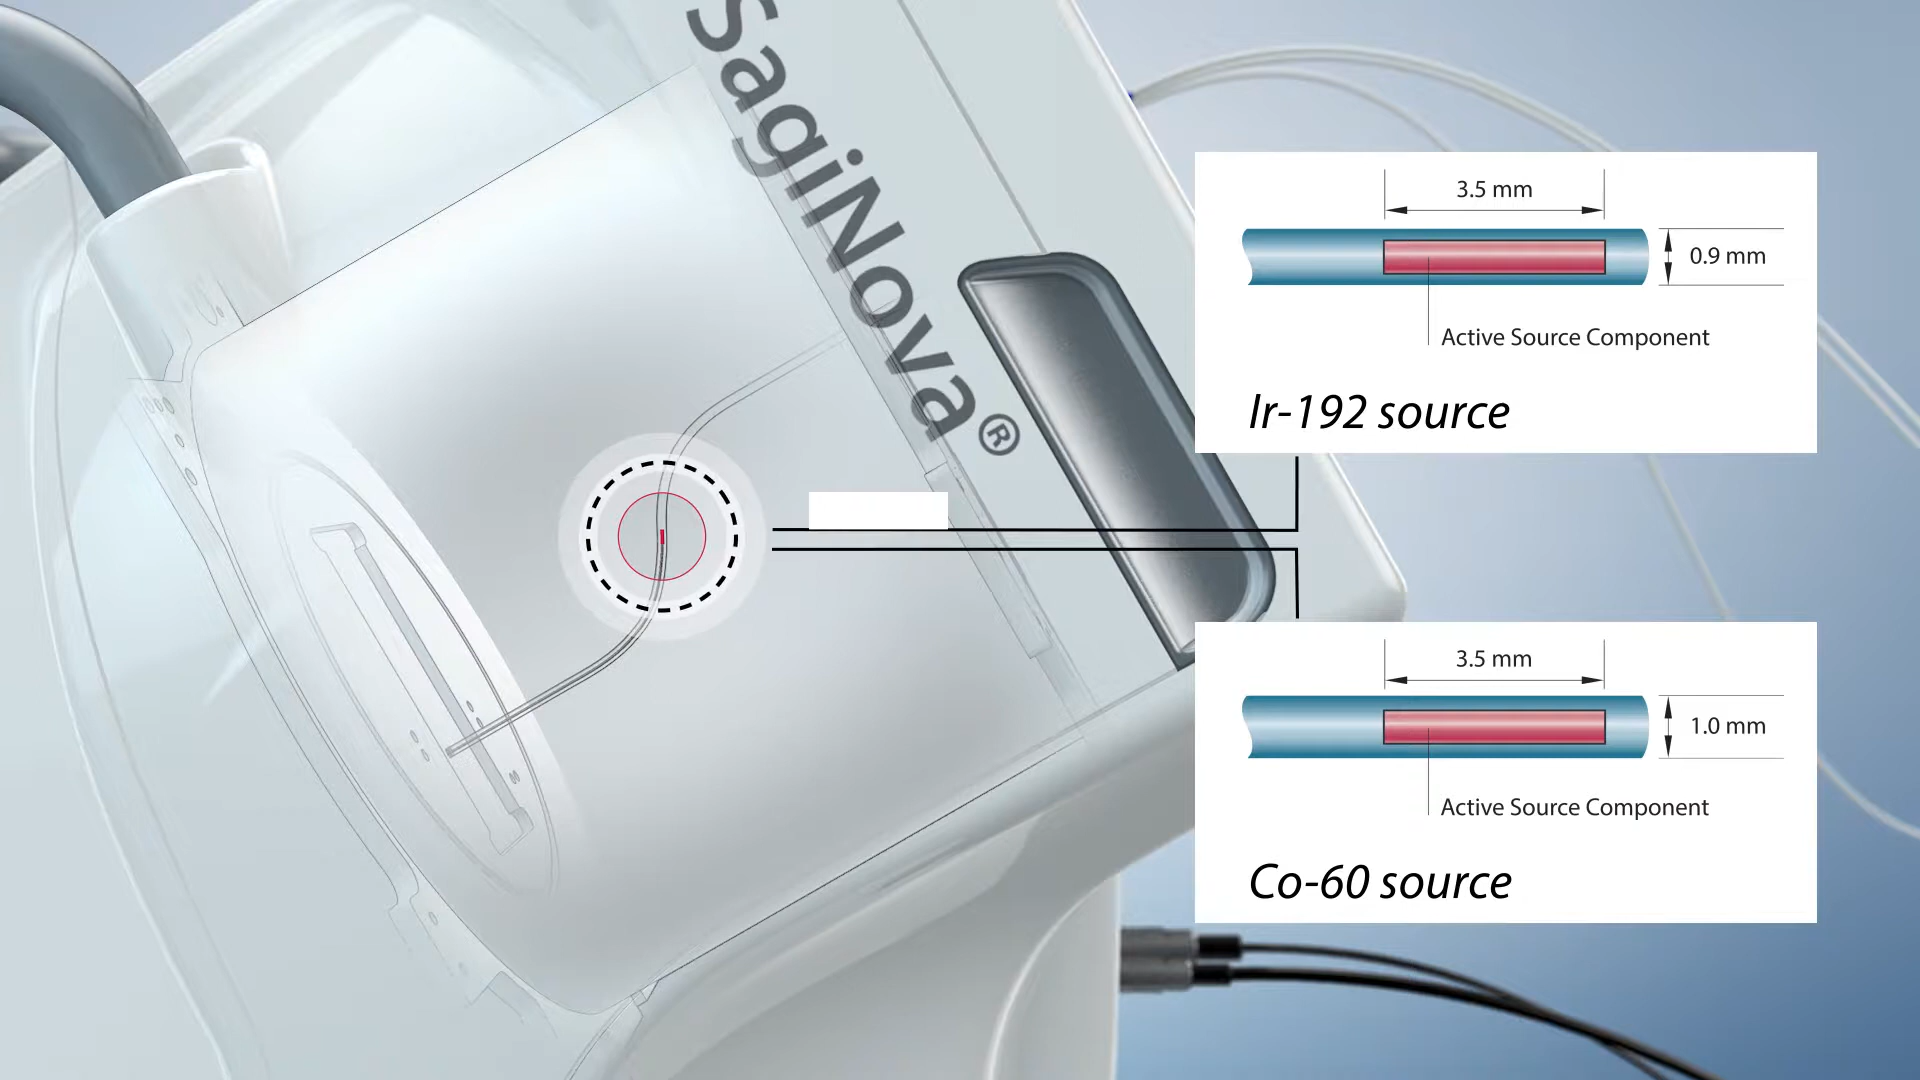 SagiNova®
3.5 mm
0.9 mm
Active Source Component
Ir-192 source
3.5 mm
1.0 mm
Active Source Component
Co-60 source